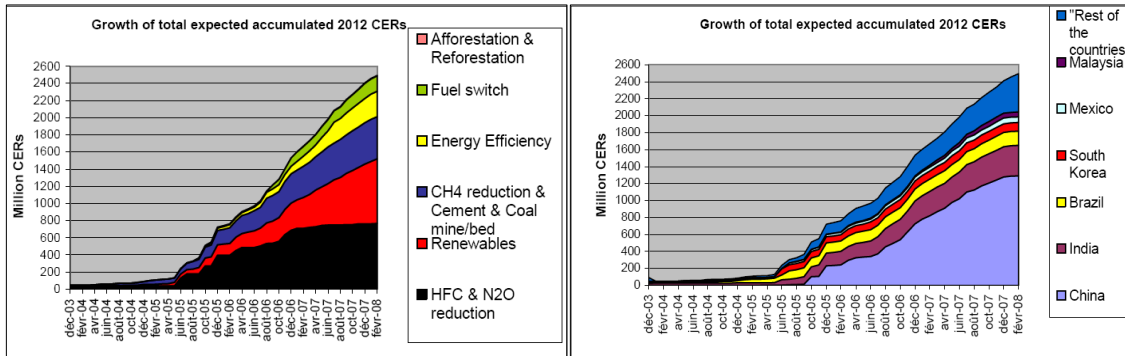 Growth of total expected accumulated 2012 CERs
Million CERs
2600
2400
2200
2000
1800
1600
1400
1200
1000
800
600
400
200
0
déc-03
févr-04
avr-04
juin-04
août-04
oct-04
déc-04
févr-05
avr-05
juin-05
août-05
oct-05
déc-05
févr-06
avr-06
juin-06
août-06
oct-06
déc-06
févr-07
avr-07
juin-07
août-07
oct-07
déc-07
févr-08
Afforestation &
Reforestation
Fuel switch
Energy Efficiency
CH4 reduction &
Cement & Coal
mine/bed
Renewables
HFC & N2O
reduction
Growth of total expected accumulated 2012 CERs
Million CERs
2600
2400
2200
2000
1800
1600
1400
1200
1000
800
600
400
200
0
déc-03
févr-04
avr-04
juin-04
août-04
oct-04
déc-04
févr-05
avr-05
juin-05
août-05
oct-05
déc-05
févr-06
avr-06
juin-06
août-06
oct-06
déc-06
févr-07
avr-07
juin-07
août-07
oct-07
déc-07
févr-08
"Rest of
the
countries
Malaysia
Mexico
South
Korea
Brazil
India
China